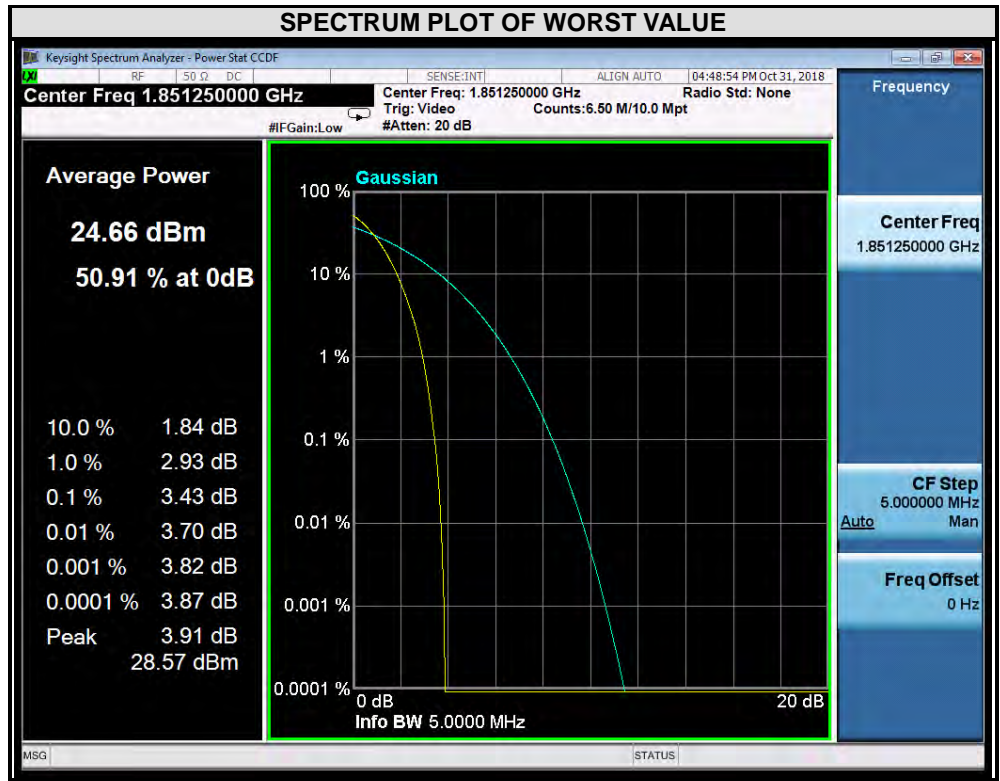 SPECTRUM PLOT OF WORST VALUE
Keysight Spectrum Analyzer - Power Stat CCDF
LXI RF 50 Ω DC SENSE:INT ALIGN AUTO 04:48:54 PM Oct 31, 2018
Center Freq 1.851250000 GHz
Center Freq: 1.851250000 GHz Radio Std: None
Trig: Video Counts:6.50 M/10.0 Mpt
#IFGain:Low #Atten: 20 dB
Frequency
Average Power
24.66 dBm
50.91 % at 0dB
10.0 % 1.84 dB
1.0 % 2.93 dB
0.1 % 3.43 dB
0.01 % 3.70 dB
0.001 % 3.82 dB
0.0001 % 3.87 dB
Peak 3.91 dB
28.57 dBm
Gaussian
100 %
10 %
1 %
0.1 %
0.01 %
0.001 %
0.0001 %
0 dB 20 dB
Info BW 5.0000 MHz
Center Freq
1.851250000 GHz
CF Step
5.000000 MHz
Auto Man
Freq Offset
0 Hz
MSG STATUS